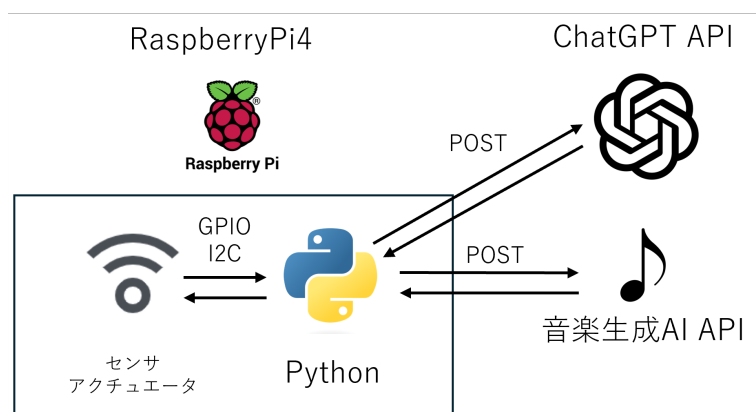 RaspberryPi4
ChatGPT API
®
Raspberry Pi
POST
GPIO
I2C
POST
音楽生成AI API
センサ
アクチュエータ
Python